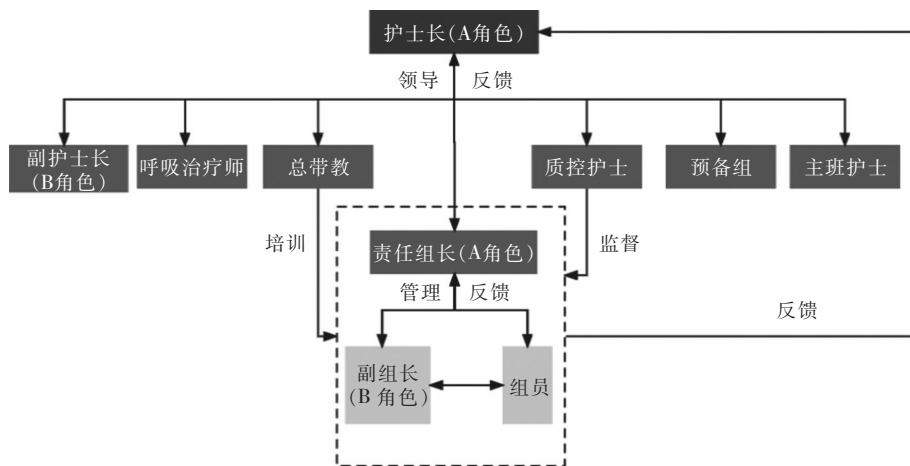 护士长(A角色)
领导 反馈
副护士长
(B角色)
呼吸治疗师
总带教
质控护士
预备组
主班护士
培训
责任组长(A角色)
监督
管理 反馈
反馈
副组长
(B 角色)
组员